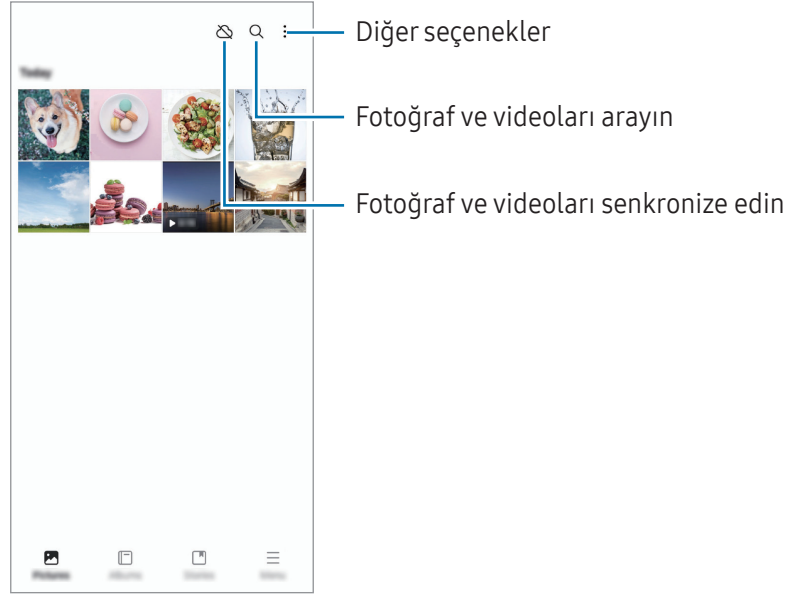 Diğer seçenekler
Today
Fotoğraf ve videoları arayın
Fotoğraf ve videoları senkronize edin
Pictures
Albums
Stories
Menu